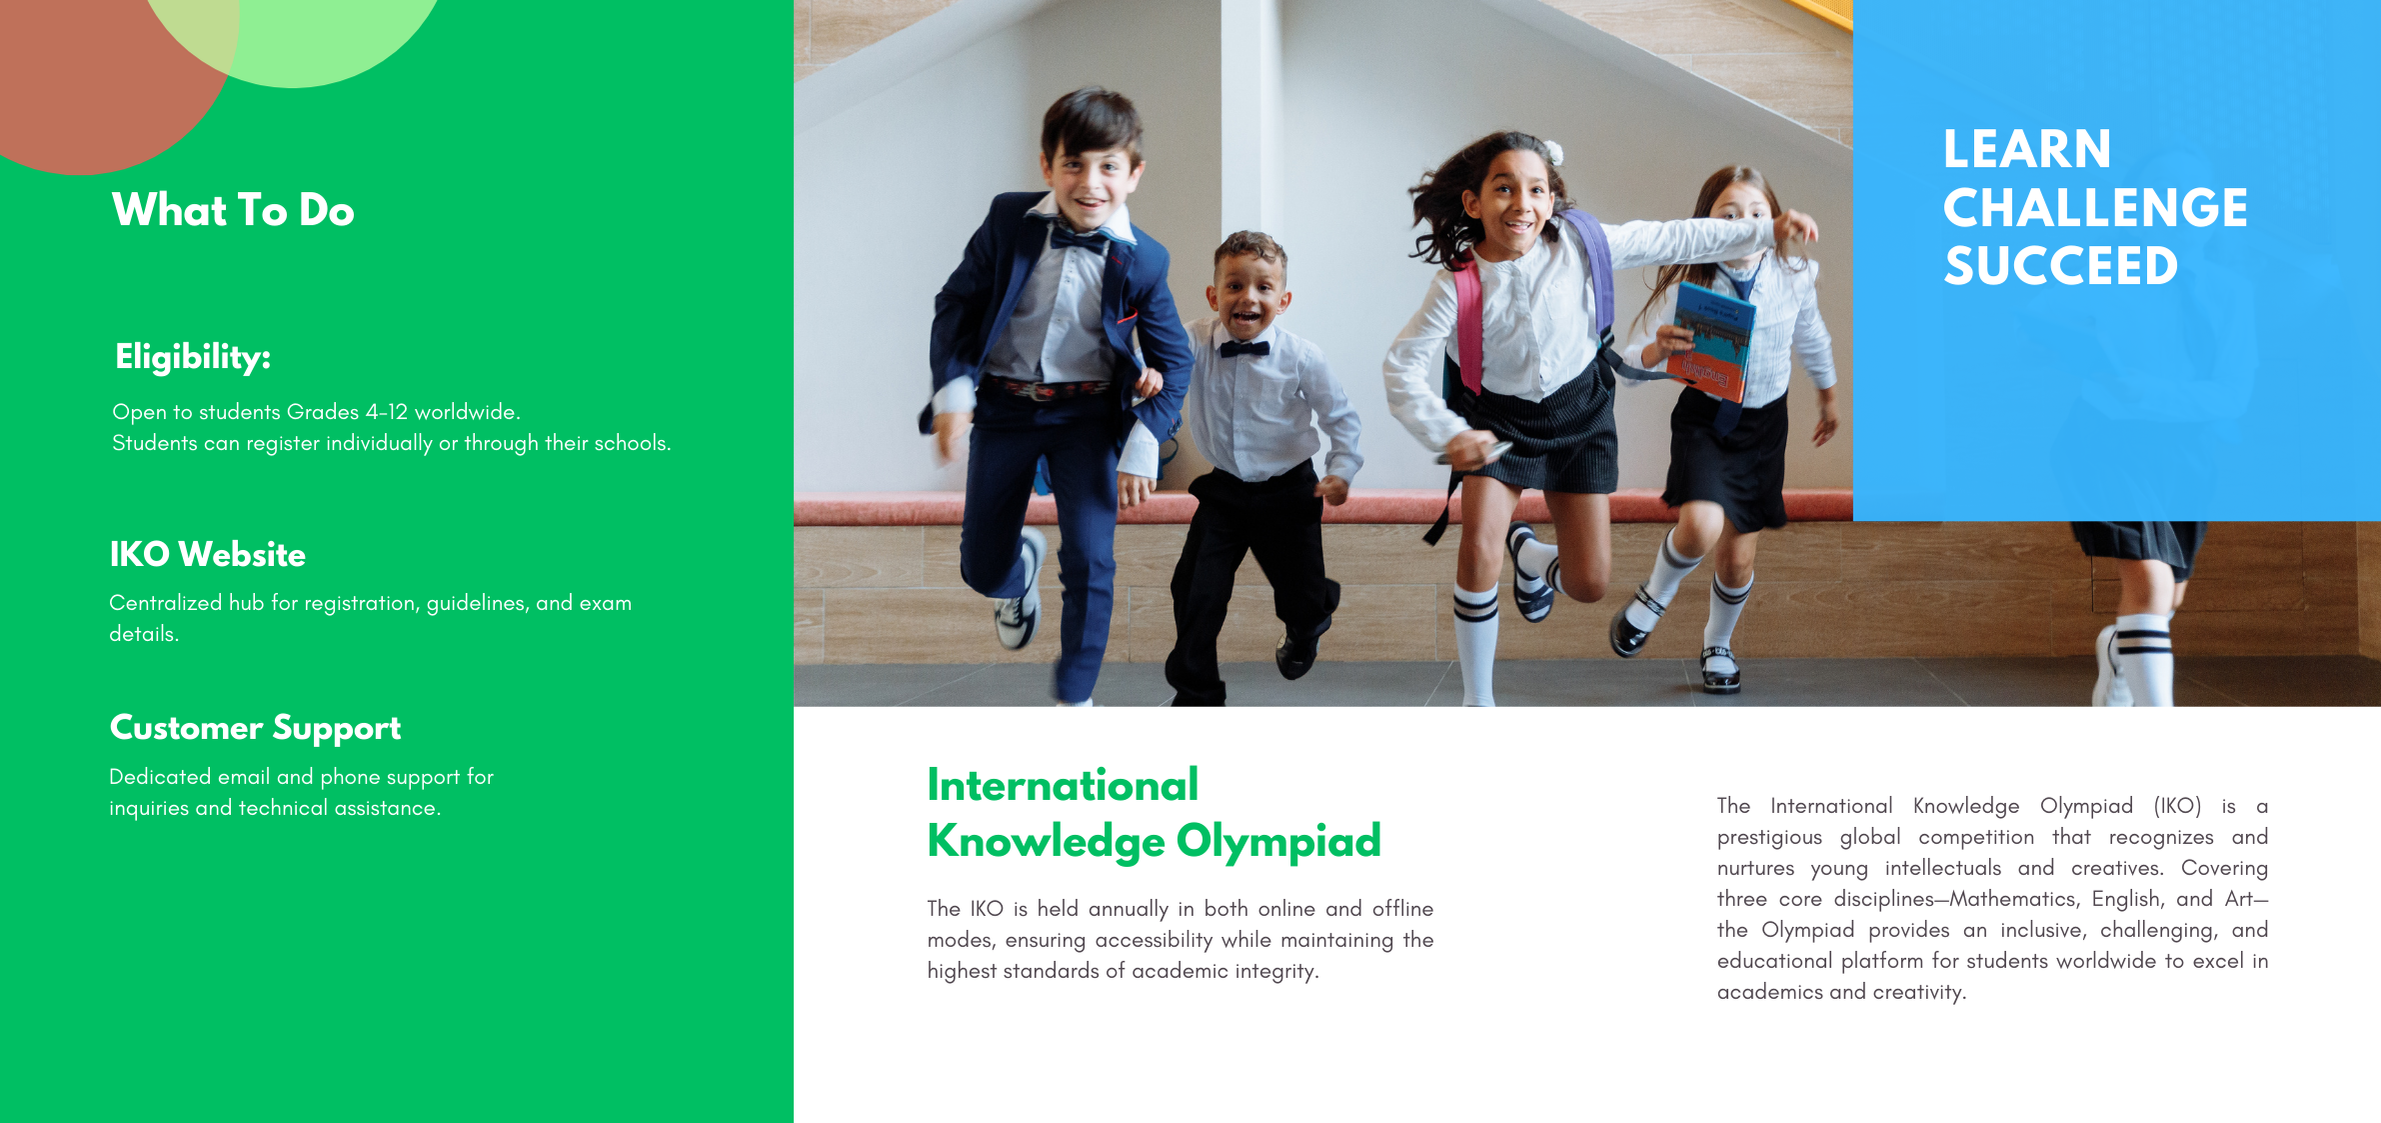 What To Do
Eligibility:
Open to students Grades 4-12 worldwide.
Students can register individually or through their schools.
IKO Website
Centralized hub for registration, guidelines, and exam
details.
Customer Support
Dedicated email and phone support for
inquiries and technical assistance.
LEARN
CHALLENGE
SUCCEED
English
International
Knowledge Olympiad
The IKO is held annually in both online and offline
modes, ensuring accessibility while maintaining the
highest standards of academic integrity.
The International Knowledge Olympiad (IKO) is a
prestigious global competition that recognizes and
nurtures young intellectuals and creatives. Covering
three core disciplines—Mathematics, English, and Art—
the Olympiad provides an inclusive, challenging, and
educational platform for students worldwide to excel in
academics and creativity.